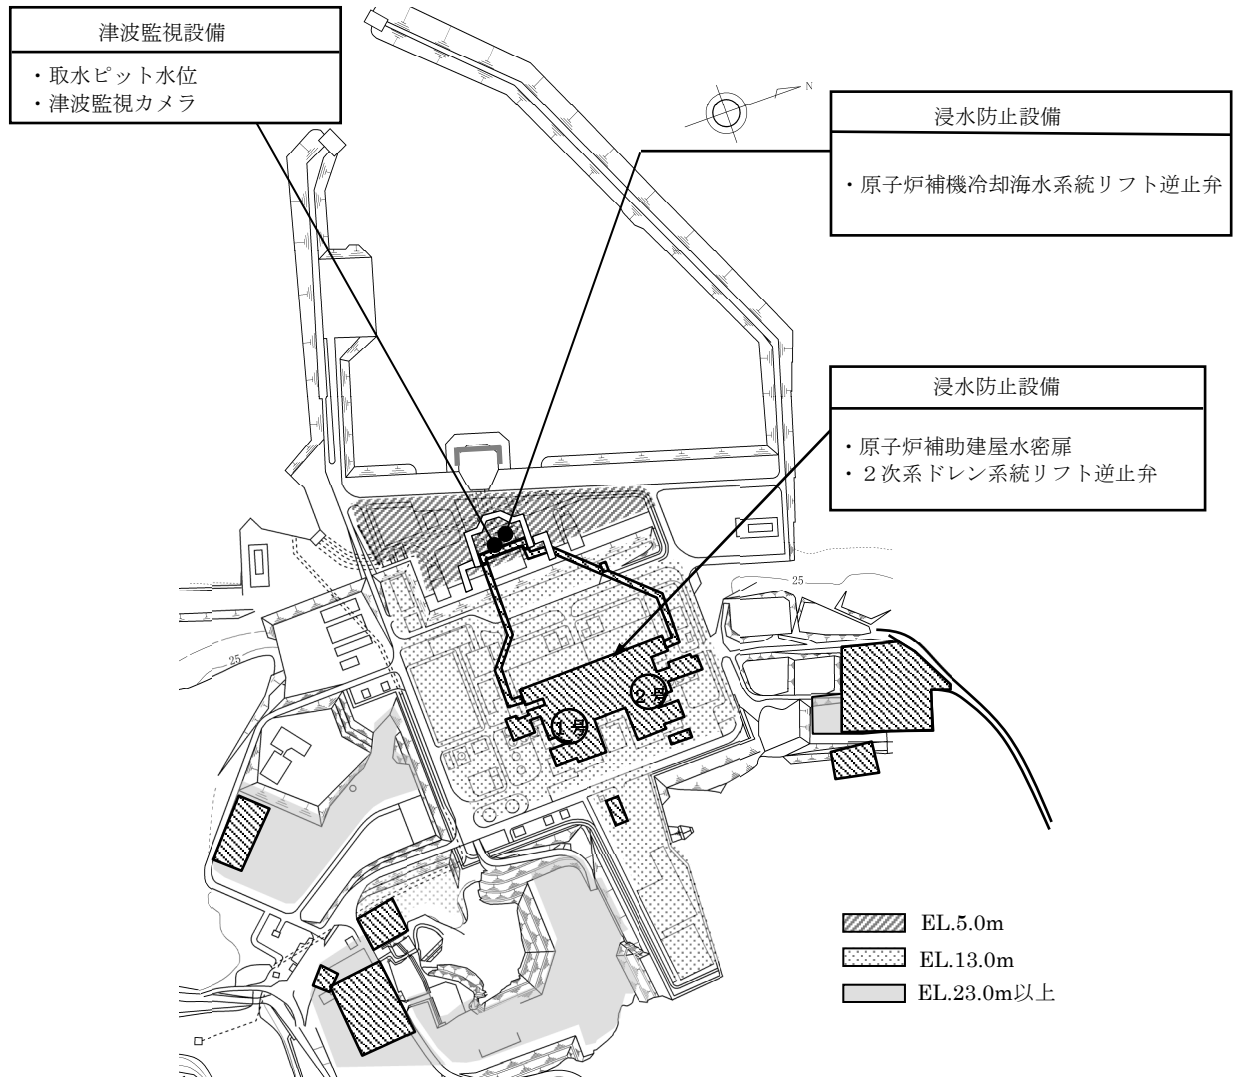 津波監視設備
・取水ピット水位
・津波監視カメラ
N
浸水防止設備
・原子炉補機冷却海水系統リフト逆止弁
浸水防止設備
・原子炉補助建屋水密扉
・２次系ドレン系統リフト逆止弁
25
25
2号
1号
EL.5.0m
EL.13.0m
EL.23.0m以上